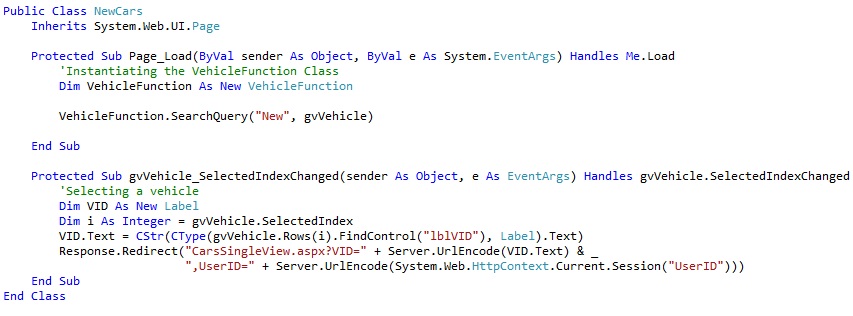 Public Class NewCars
    Inherits System.Web.UI.Page

    Protected Sub Page_Load(ByVal sender As Object, ByVal e As System.EventArgs) Handles Me.Load
        'Instantiating the VehicleFunction Class
        Dim VehicleFunction As New VehicleFunction

        VehicleFunction.SearchQuery("New", gvVehicle)

    End Sub

    Protected Sub gvVehicle_SelectedIndexChanged(sender As Object, e As EventArgs) Handles gvVehicle.SelectedIndexChanged
        'Selecting a vehicle
        Dim VID As New Label
        Dim i As Integer = gvVehicle.SelectedIndex
        VID.Text = CStr(CType(gvVehicle.Rows(i).FindControl("lblVID"), Label).Text)
        Response.Redirect("CarsSingleView.aspx?VID=" + Server.UrlEncode(VID.Text) & _
                          ",UserID=" + Server.UrlEncode(System.Web.HttpContext.Current.Session("UserID")))
    End Sub
End Class